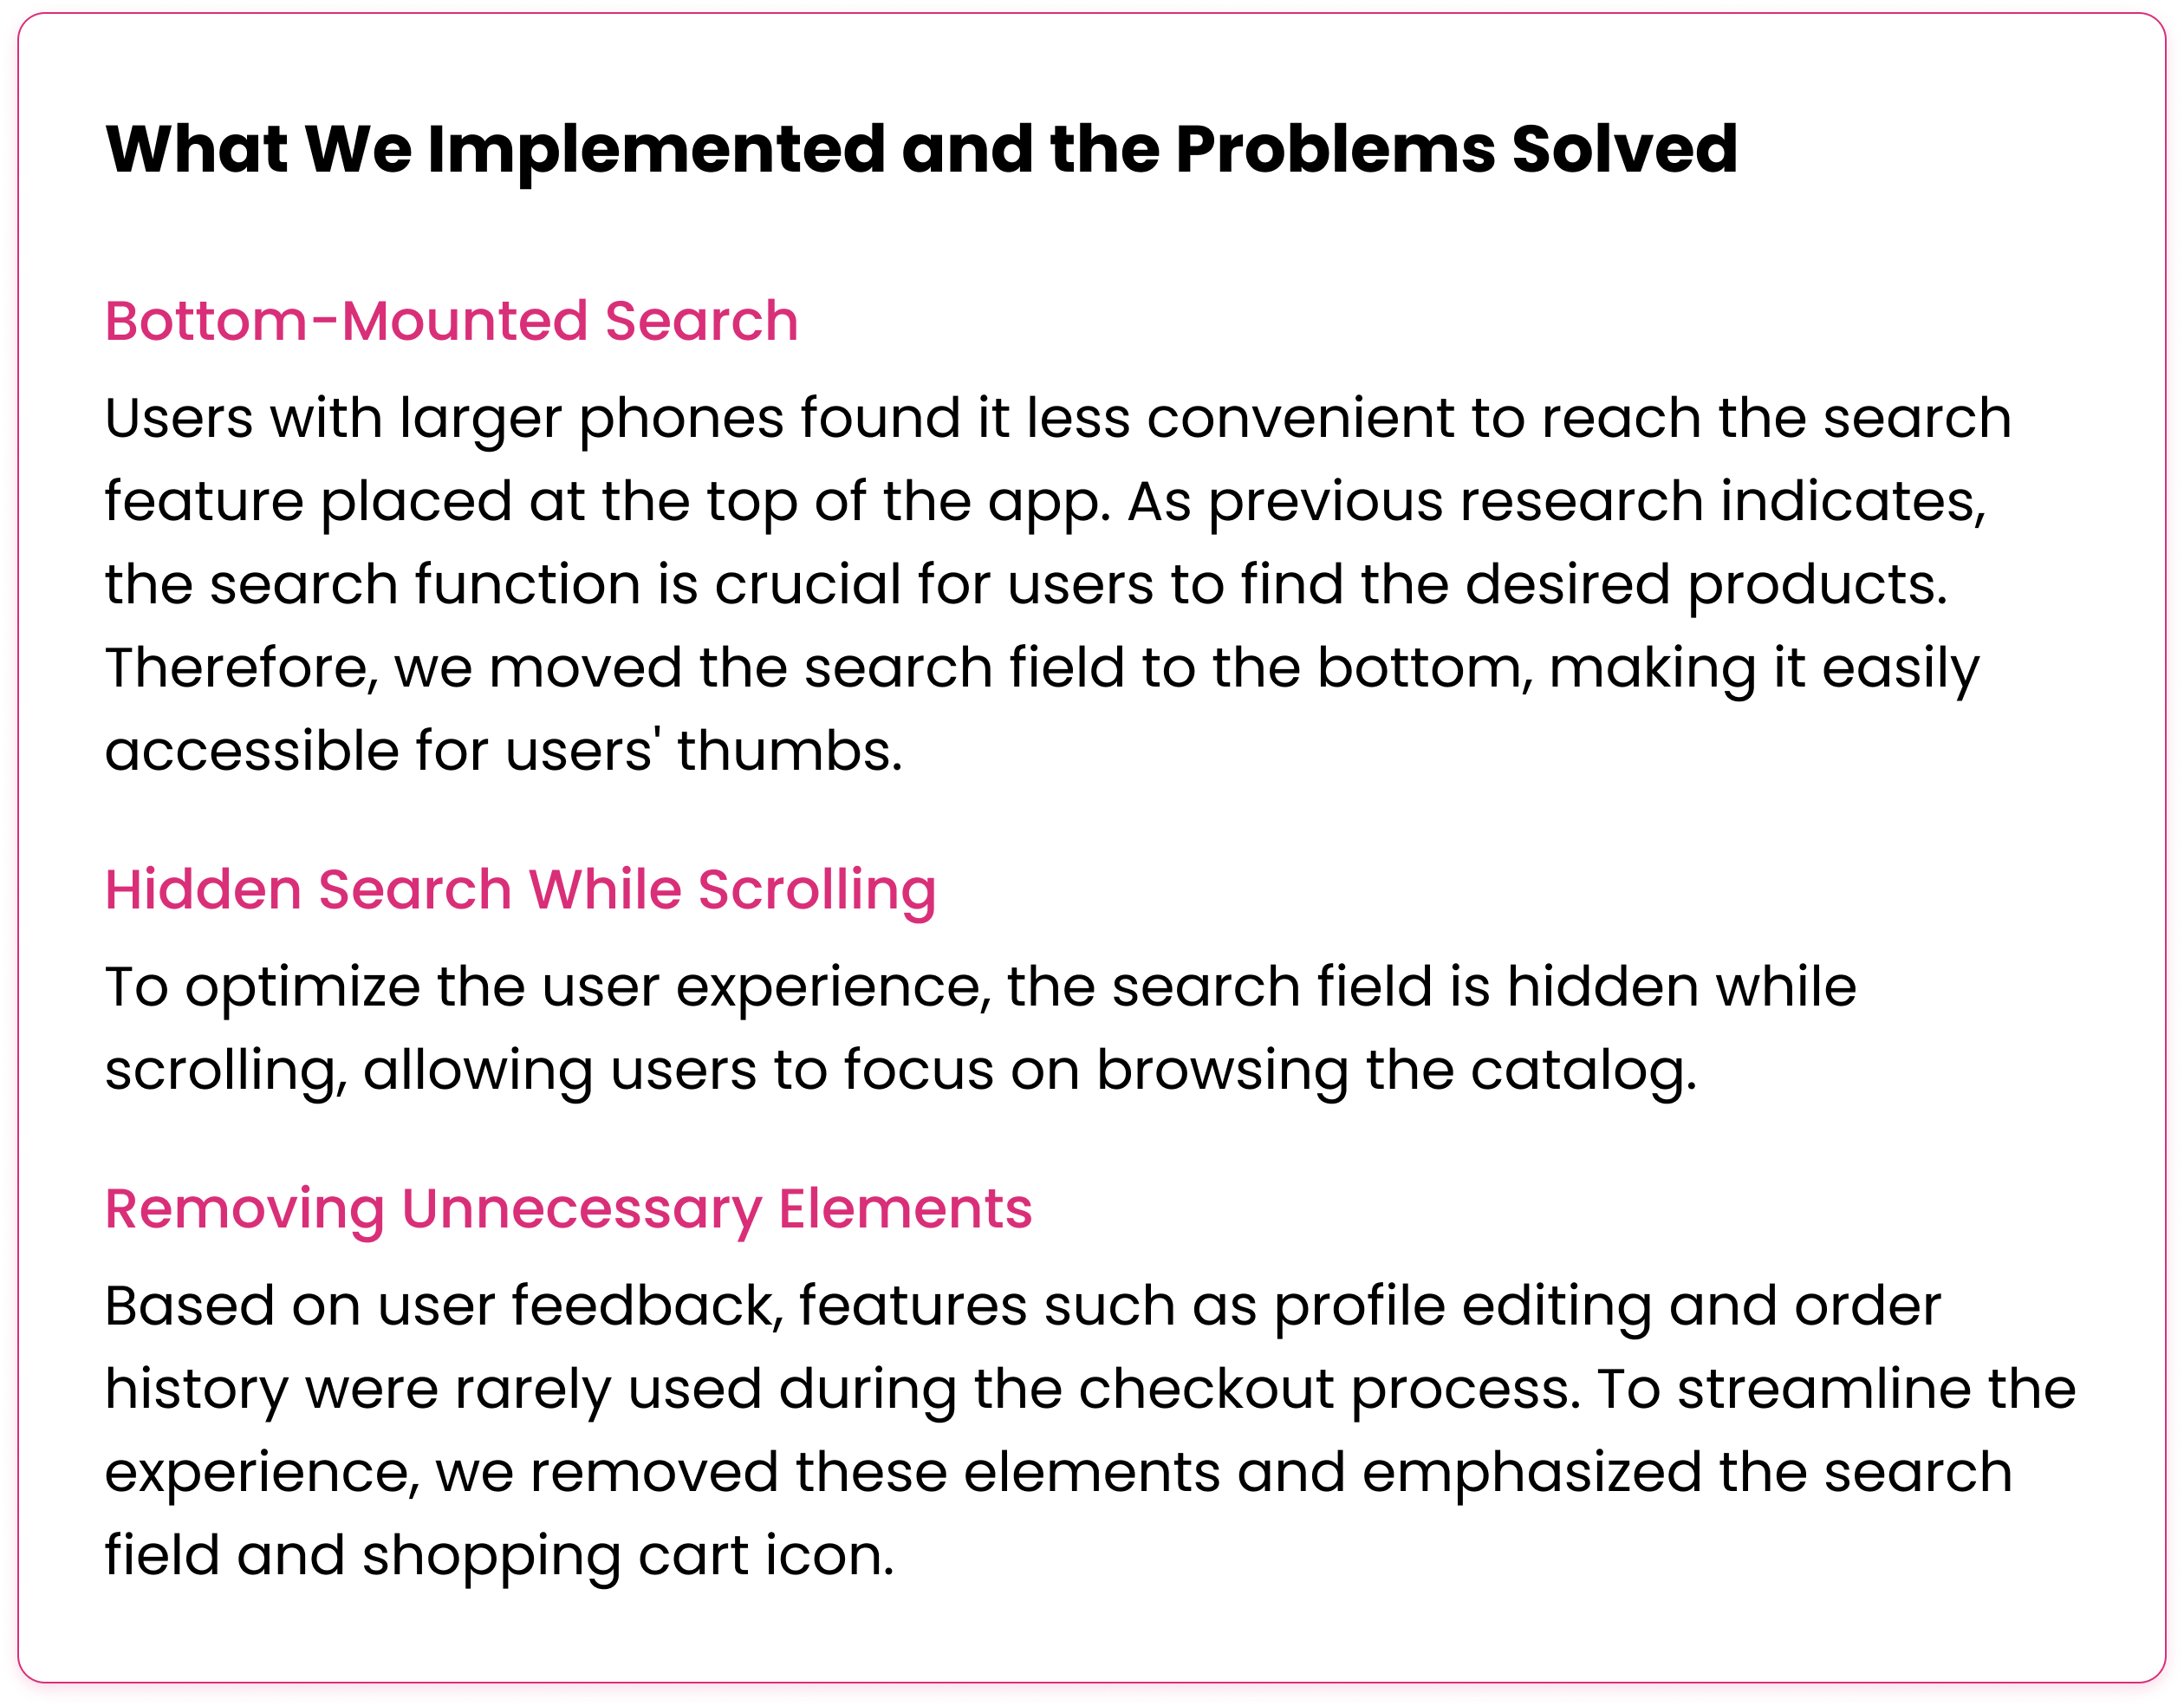 What We Implemented and the Problems Solved
Bottom-Mounted Search
Users with larger phones found it less convenient to reach the search
feature placed at the top of the app. As previous research indicates,
the search function is crucial for users to find the desired products.
Therefore, we moved the search field to the bottom, making it easily
accessible for users' thumbs.
Hidden Search While Scrolling
To optimize the user experience, the search field is hidden while
scrolling, allowing users to focus on browsing the catalog.
Removing Unnecessary Elements
Based on user feedback, features such as profile editing and order
history were rarely used during the checkout process. To streamline the
experience, we removed these elements and emphasized the search
field and shopping cart icon.